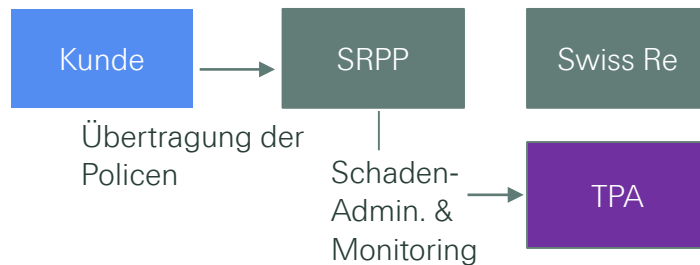 Kunde
SRPP
Swiss Re
Übertragung der
Policen
Schaden-
Admin. &
Monitoring
TPA